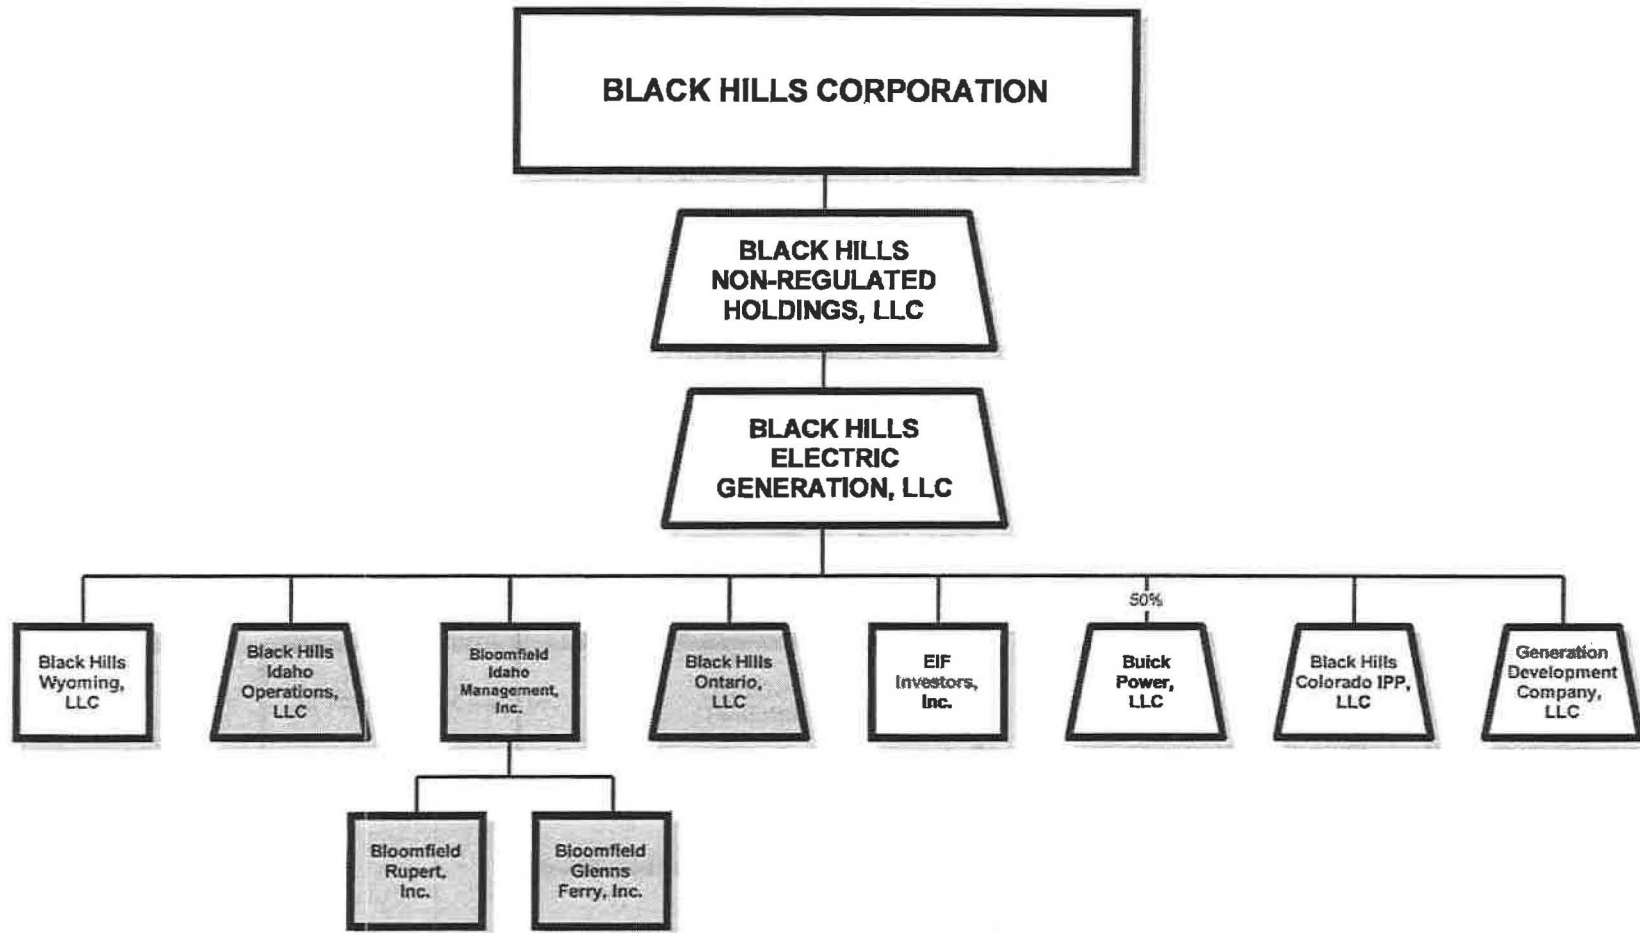 BLACK HILLS CORPORATION
BLACK HILLS
NON-REGULATED
HOLDINGS, LLC
BLACK HILLS
ELECTRIC
GENERATION, LLC
50%
Black Hills
Wyoming,
LLC
Black Hills
Idaho
Operations,
LLC
Bloomfield
Idaho
Management,
Inc.
Black Hills
Ontario,
LLC
EIF
Investors,
Inc.
Buick
Power,
LLC
Black Hills
Colorado IPP,
LLC
Generation
Development
Company,
LLC
Bloomfield
Rupert,
Inc.
Bloomfield
Glenns
Ferry, Inc.